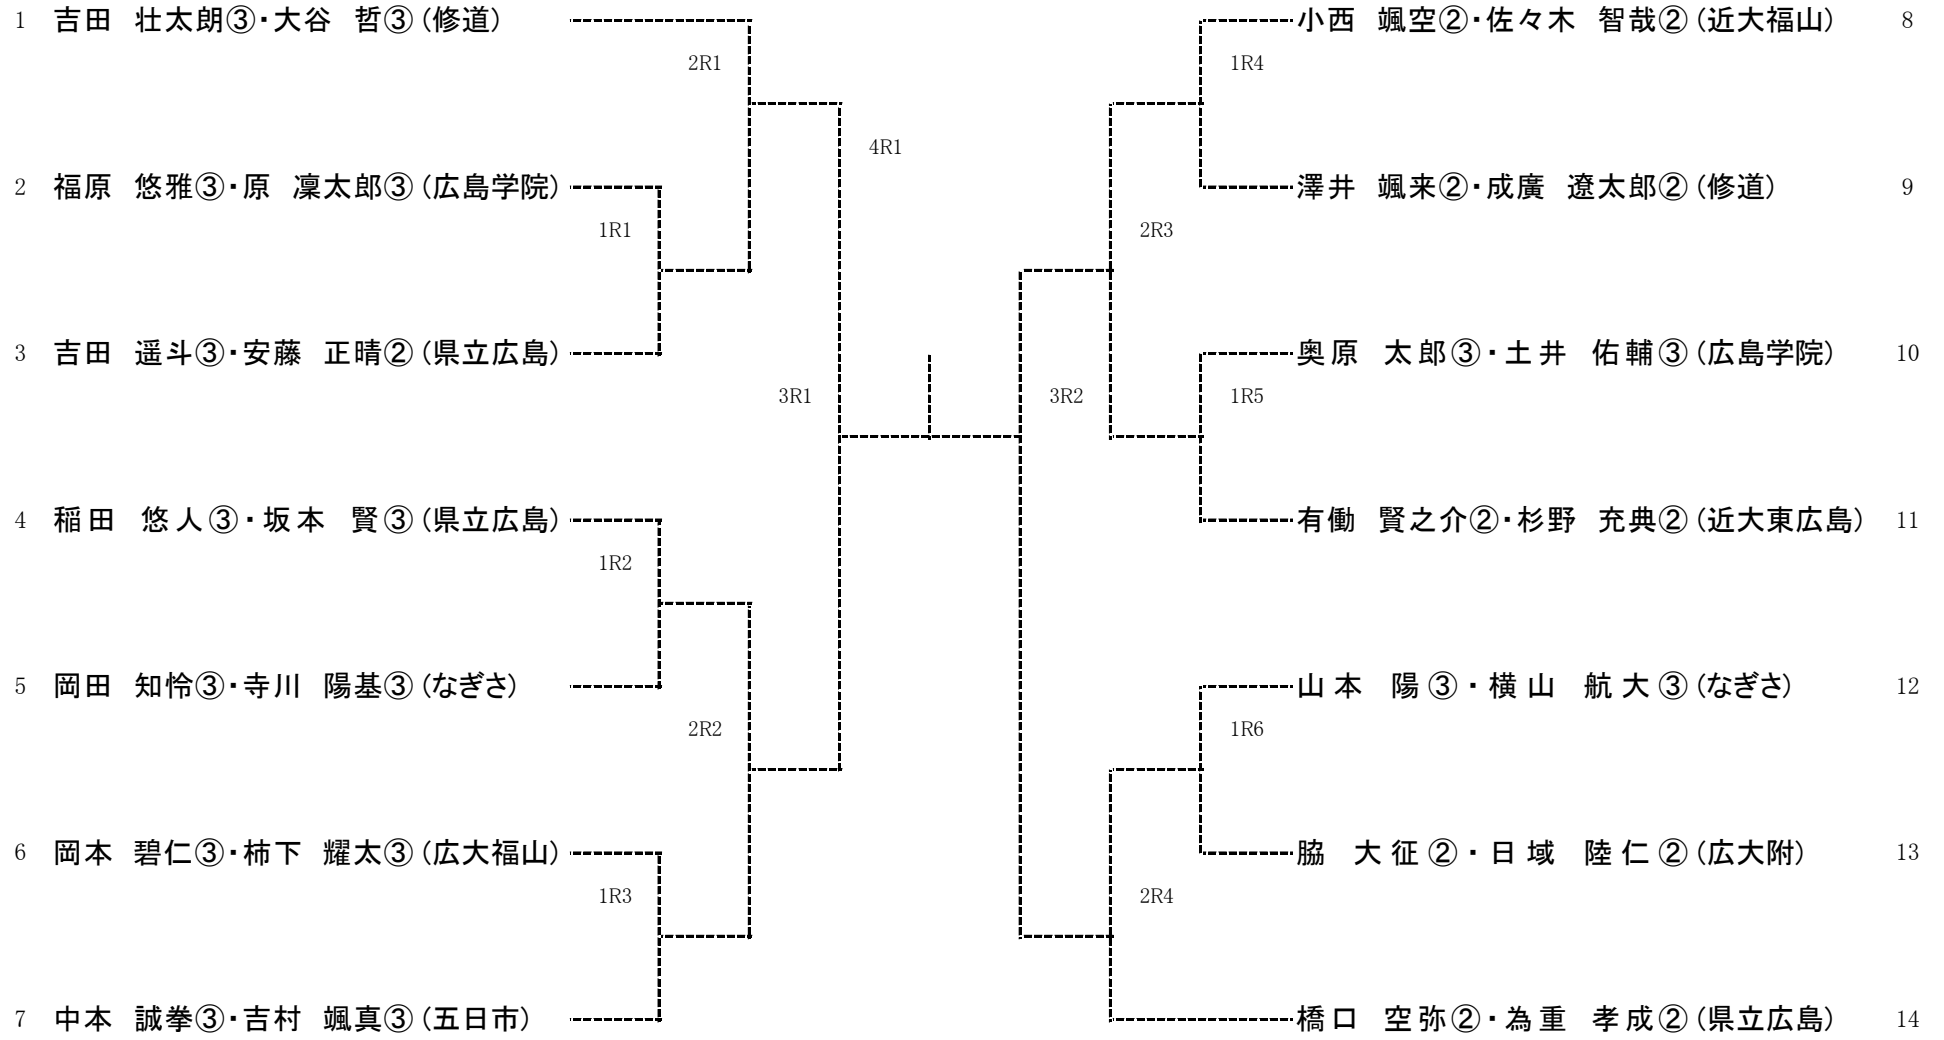 1 吉田 壮太朗③・大谷 哲③(修道)
2R1
2 福原 悠雅③・原 凜太郎③(広島学院)
1R1
3 吉田 遥斗③・安藤 正晴②(県立広島)
3R1
4 稲田 悠人③・坂本 賢③(県立広島)
1R2
5 岡田 知怜③・寺川 陽基③(なぎさ)
2R2
6 岡本 碧仁③・柿下 耀太③(広大福山)
1R3
7 中本 誠拳③・吉村 颯真③(五日市)
4R1
小西 颯空②・佐々木 智哉②(近大福山) 8
1R4
澤井 颯来②・成廣 遼太郎②(修道) 9
2R3
奥原 太郎③・土井 佑輔③(広島学院) 10
3R2
1R5
有働 賢之介②・杉野 充典②(近大東広島) 11
山本 陽③・横山 航大③(なぎさ) 12
1R6
脇 大征②・日域 陸仁②(広大附) 13
2R4
橋口 空弥②・為重 孝成②(県立広島) 14